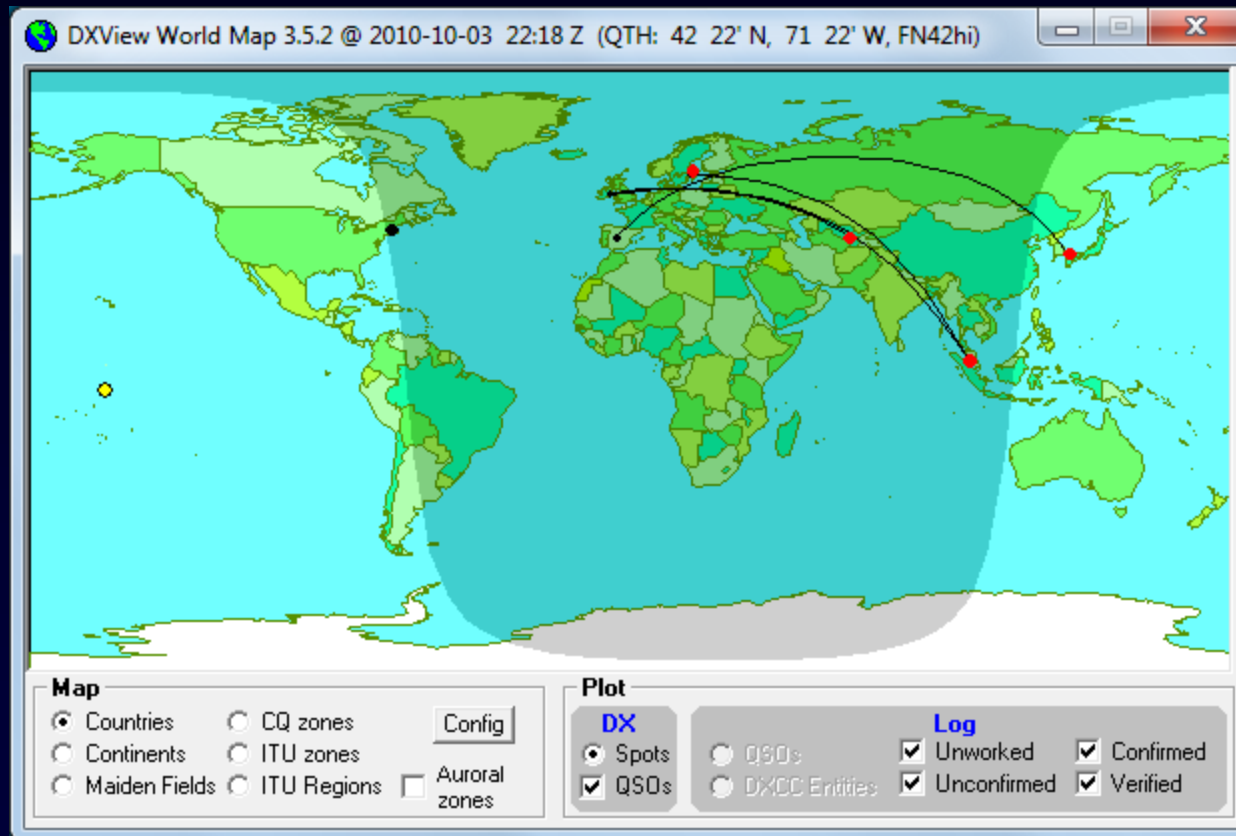 DXView World Map 3.5.2 @ 2010-10-03 22:18 Z (QTH: 42 22' N, 71 22' W, FN42hi)
Map
Countries
CQ zones
Config
Continents
ITU zones
Maiden Fields
ITU Regions
Auroral
zones
Plot
DX
Spots
QSOs
Log
QSOs
Unworked
Confirmed
DXCC Entities
Unconfirmed
Verified